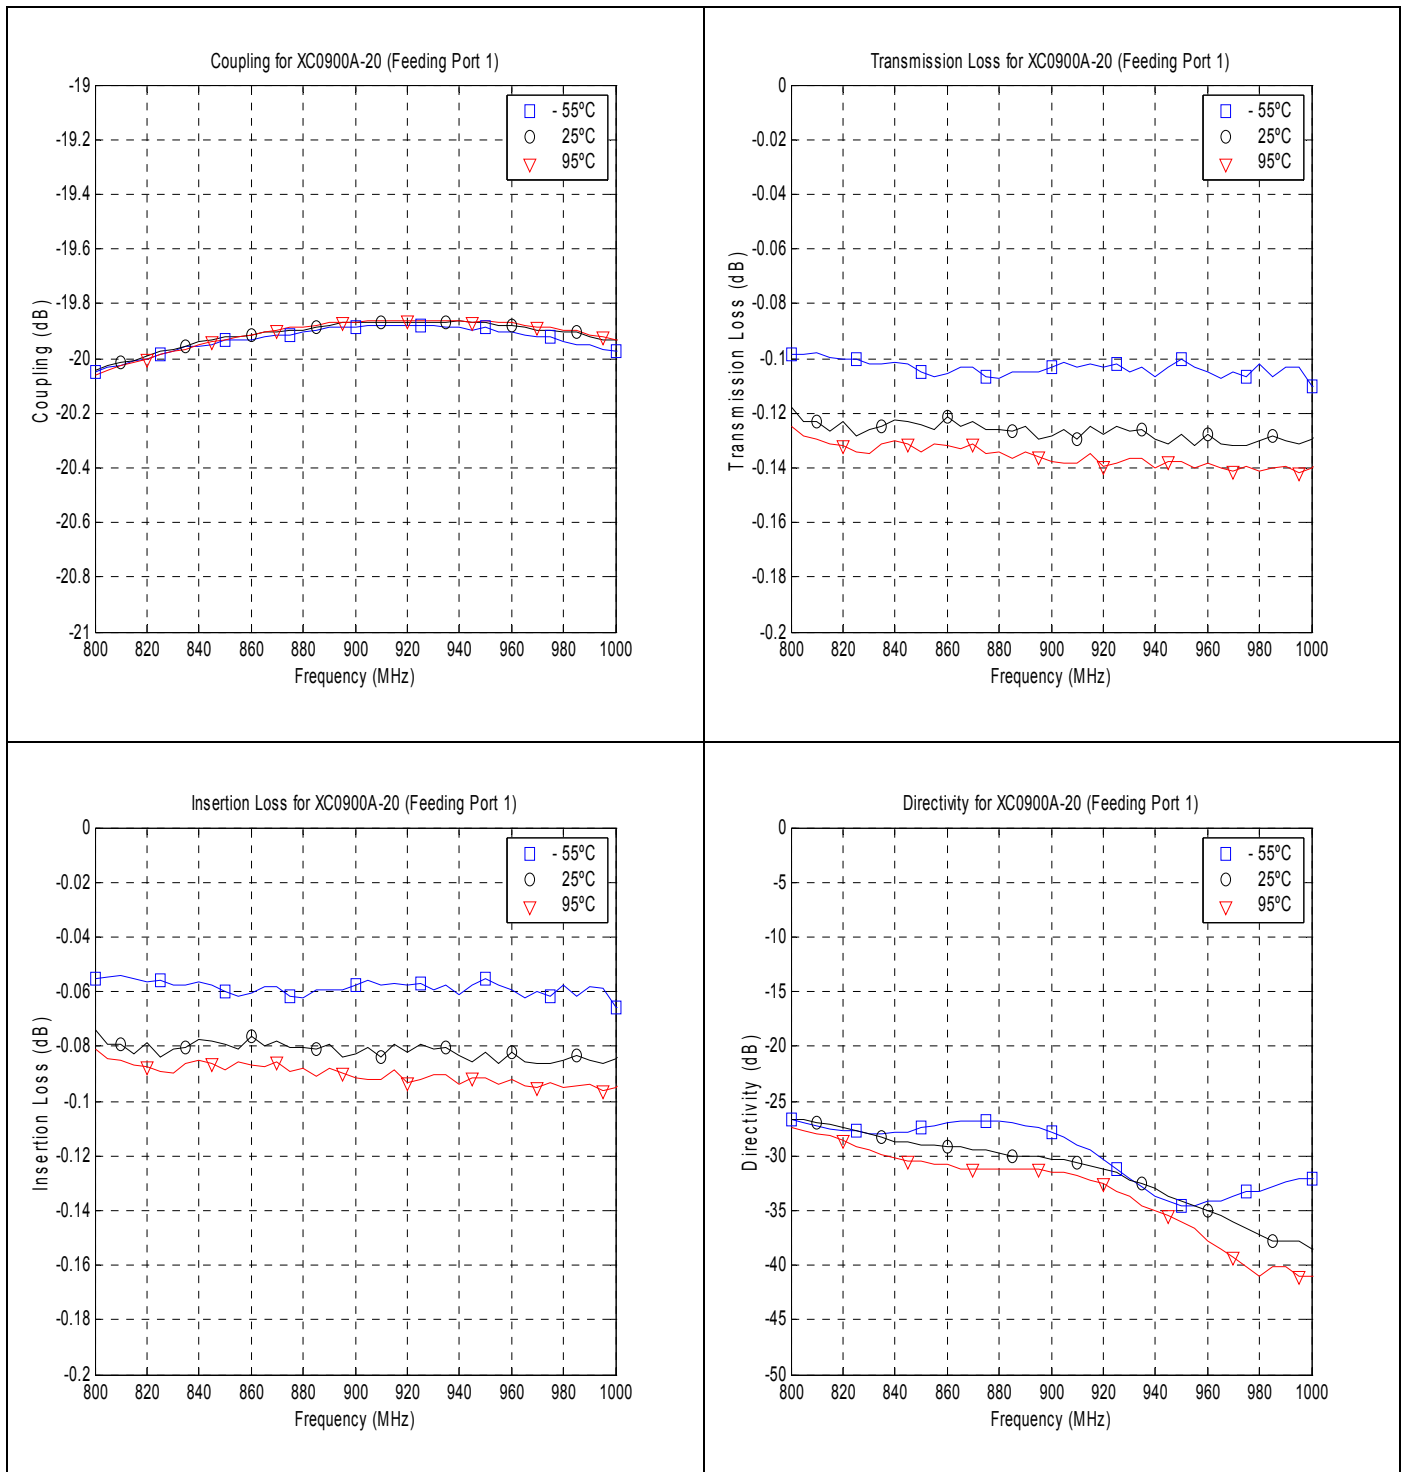 Coupling for XC0900A-20 (Feeding Port 1)
-19
-19.2
-19.4
-19.6
-19.8
-20
-20.2
-20.4
-20.6
-20.8
-21
Coupling (dB)
- 55ºC
25ºC
95ºC
800 820 840 860 880 900 920 940 960 980 1000
Frequency (MHz)
Transmission Loss for XC0900A-20 (Feeding Port 1)
0
-0.02
-0.04
-0.06
-0.08
-0.1
-0.12
-0.14
-0.16
-0.18
-0.2
Transmission Loss (dB)
- 55ºC
25ºC
95ºC
800 820 840 860 880 900 920 940 960 980 1000
Frequency (MHz)
Insertion Loss for XC0900A-20 (Feeding Port 1)
0
-0.02
-0.04
-0.06
-0.08
-0.1
-0.12
-0.14
-0.16
-0.18
-0.2
Insertion Loss (dB)
- 55ºC
25ºC
95ºC
800 820 840 860 880 900 920 940 960 980 1000
Frequency (MHz)
Directivity for XC0900A-20 (Feeding Port 1)
0
-5
-10
-15
-20
-25
-30
-35
-40
-45
-50
Directivity (dB)
- 55ºC
25ºC
95ºC
800 820 840 860 880 900 920 940 960 980 1000
Frequency (MHz)